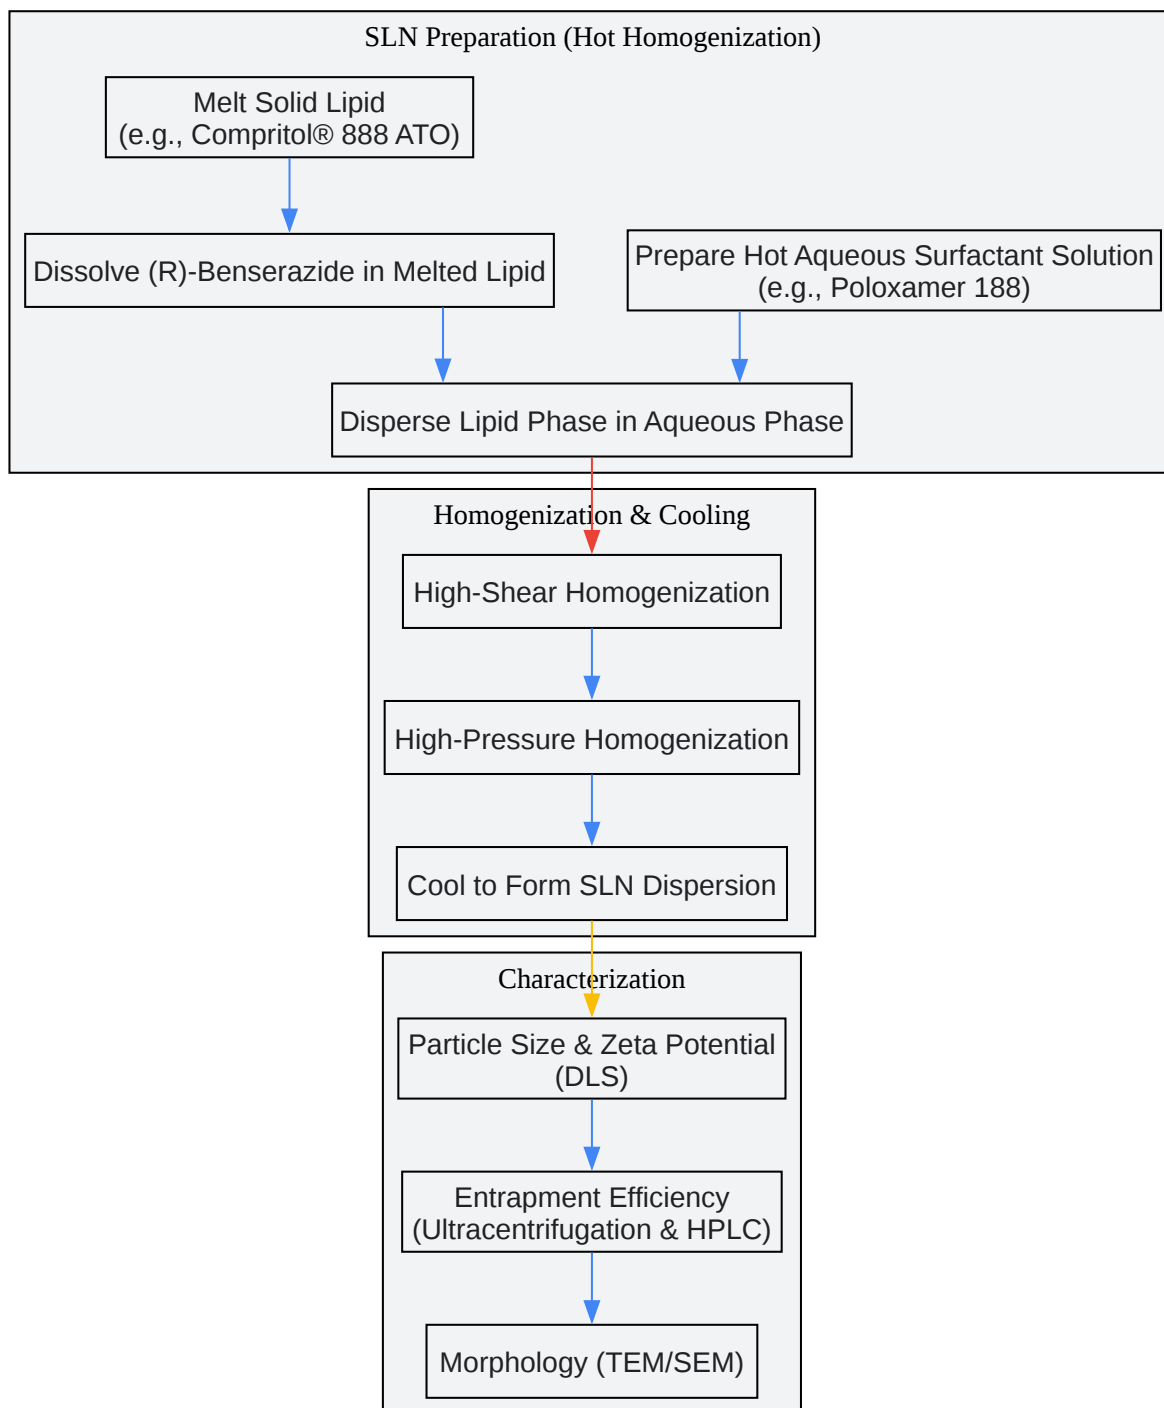 SLN Preparation (Hot Homogenization)
Melt Solid Lipid
(e.g., Compritol® 888 ATO)
Dissolve (R)-Benserazide in Melted Lipid
Prepare Hot Aqueous Surfactant Solution
(e.g., Poloxamer 188)
Disperse Lipid Phase in Aqueous Phase
Homogenization & Cooling
High-Shear Homogenization
High-Pressure Homogenization
Cool to Form SLN Dispersion
Characterization
Particle Size & Zeta Potential
(DLS)
Entrapment Efficiency
(Ultracentrifugation & HPLC)
Morphology (TEM/SEM)